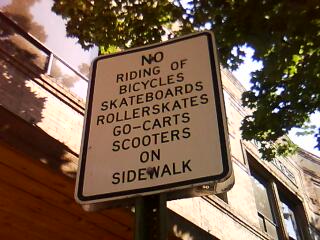 NO
RIDING OF
BICYCLES
SKATEBOARDS
ROLLERSKATES
GO-CARTS
SCOOTERS
ON
SIDEWALK